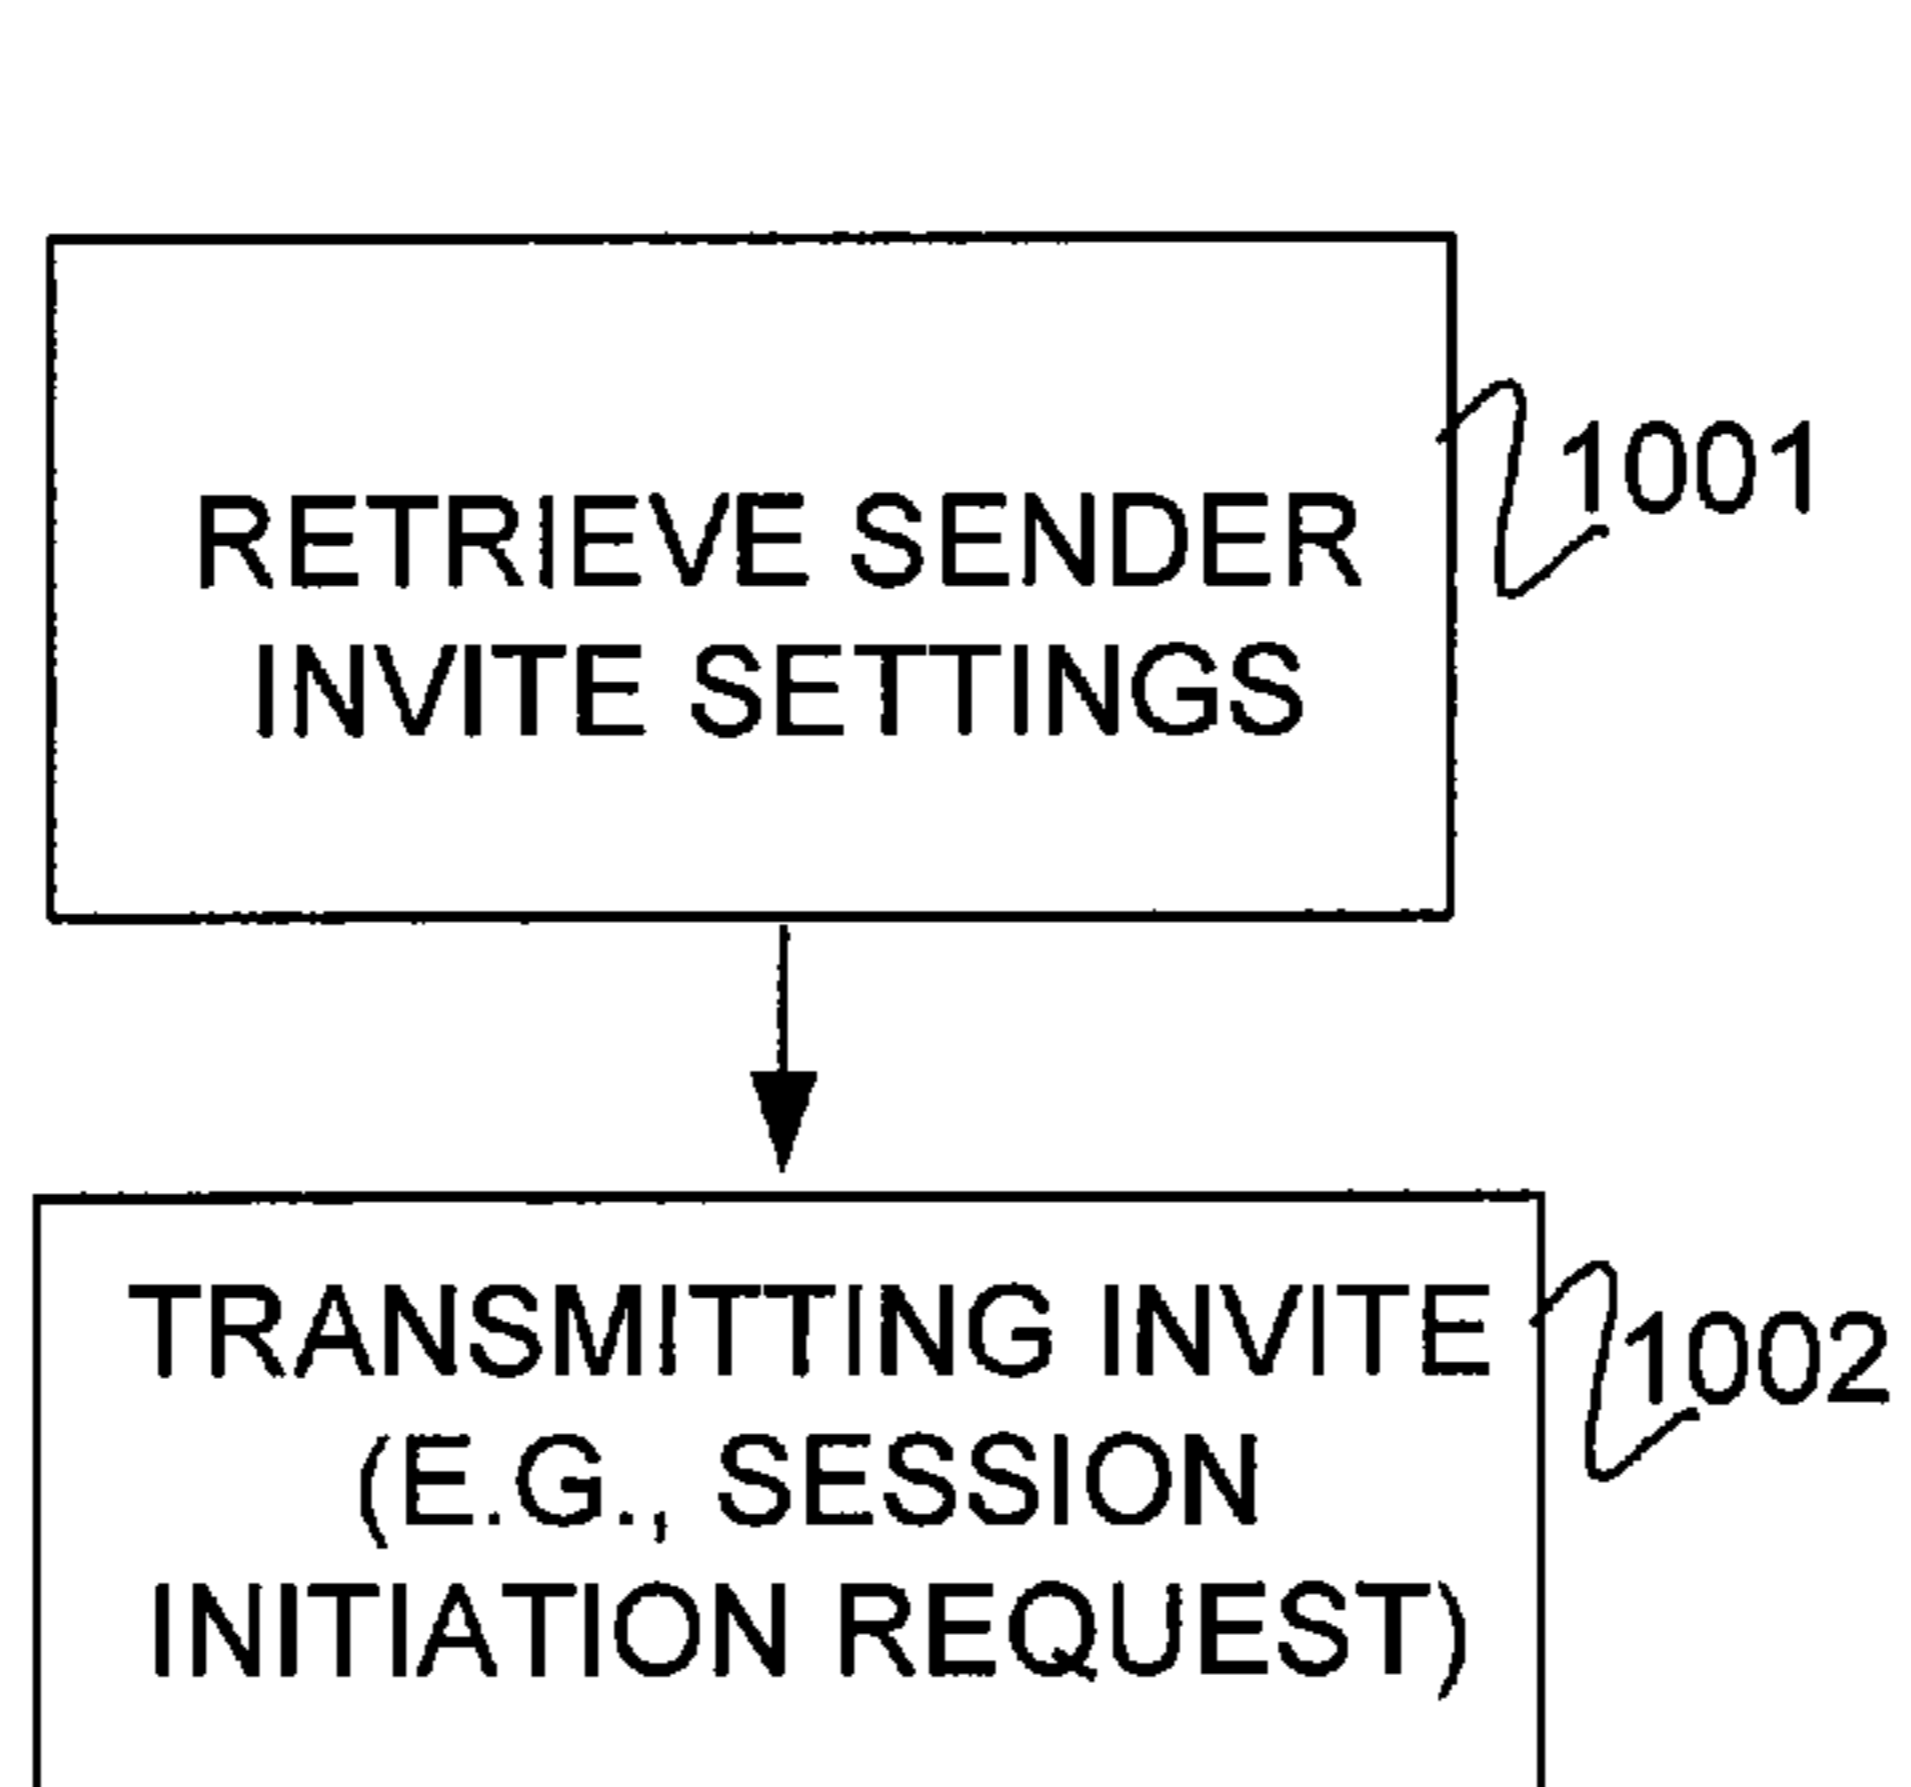 RETRIEVE SENDER
INVITE SETTINGS
1001
TRANSMITTING INVITE
(E.G., SESSION
INITIATION REQUEST)
1002